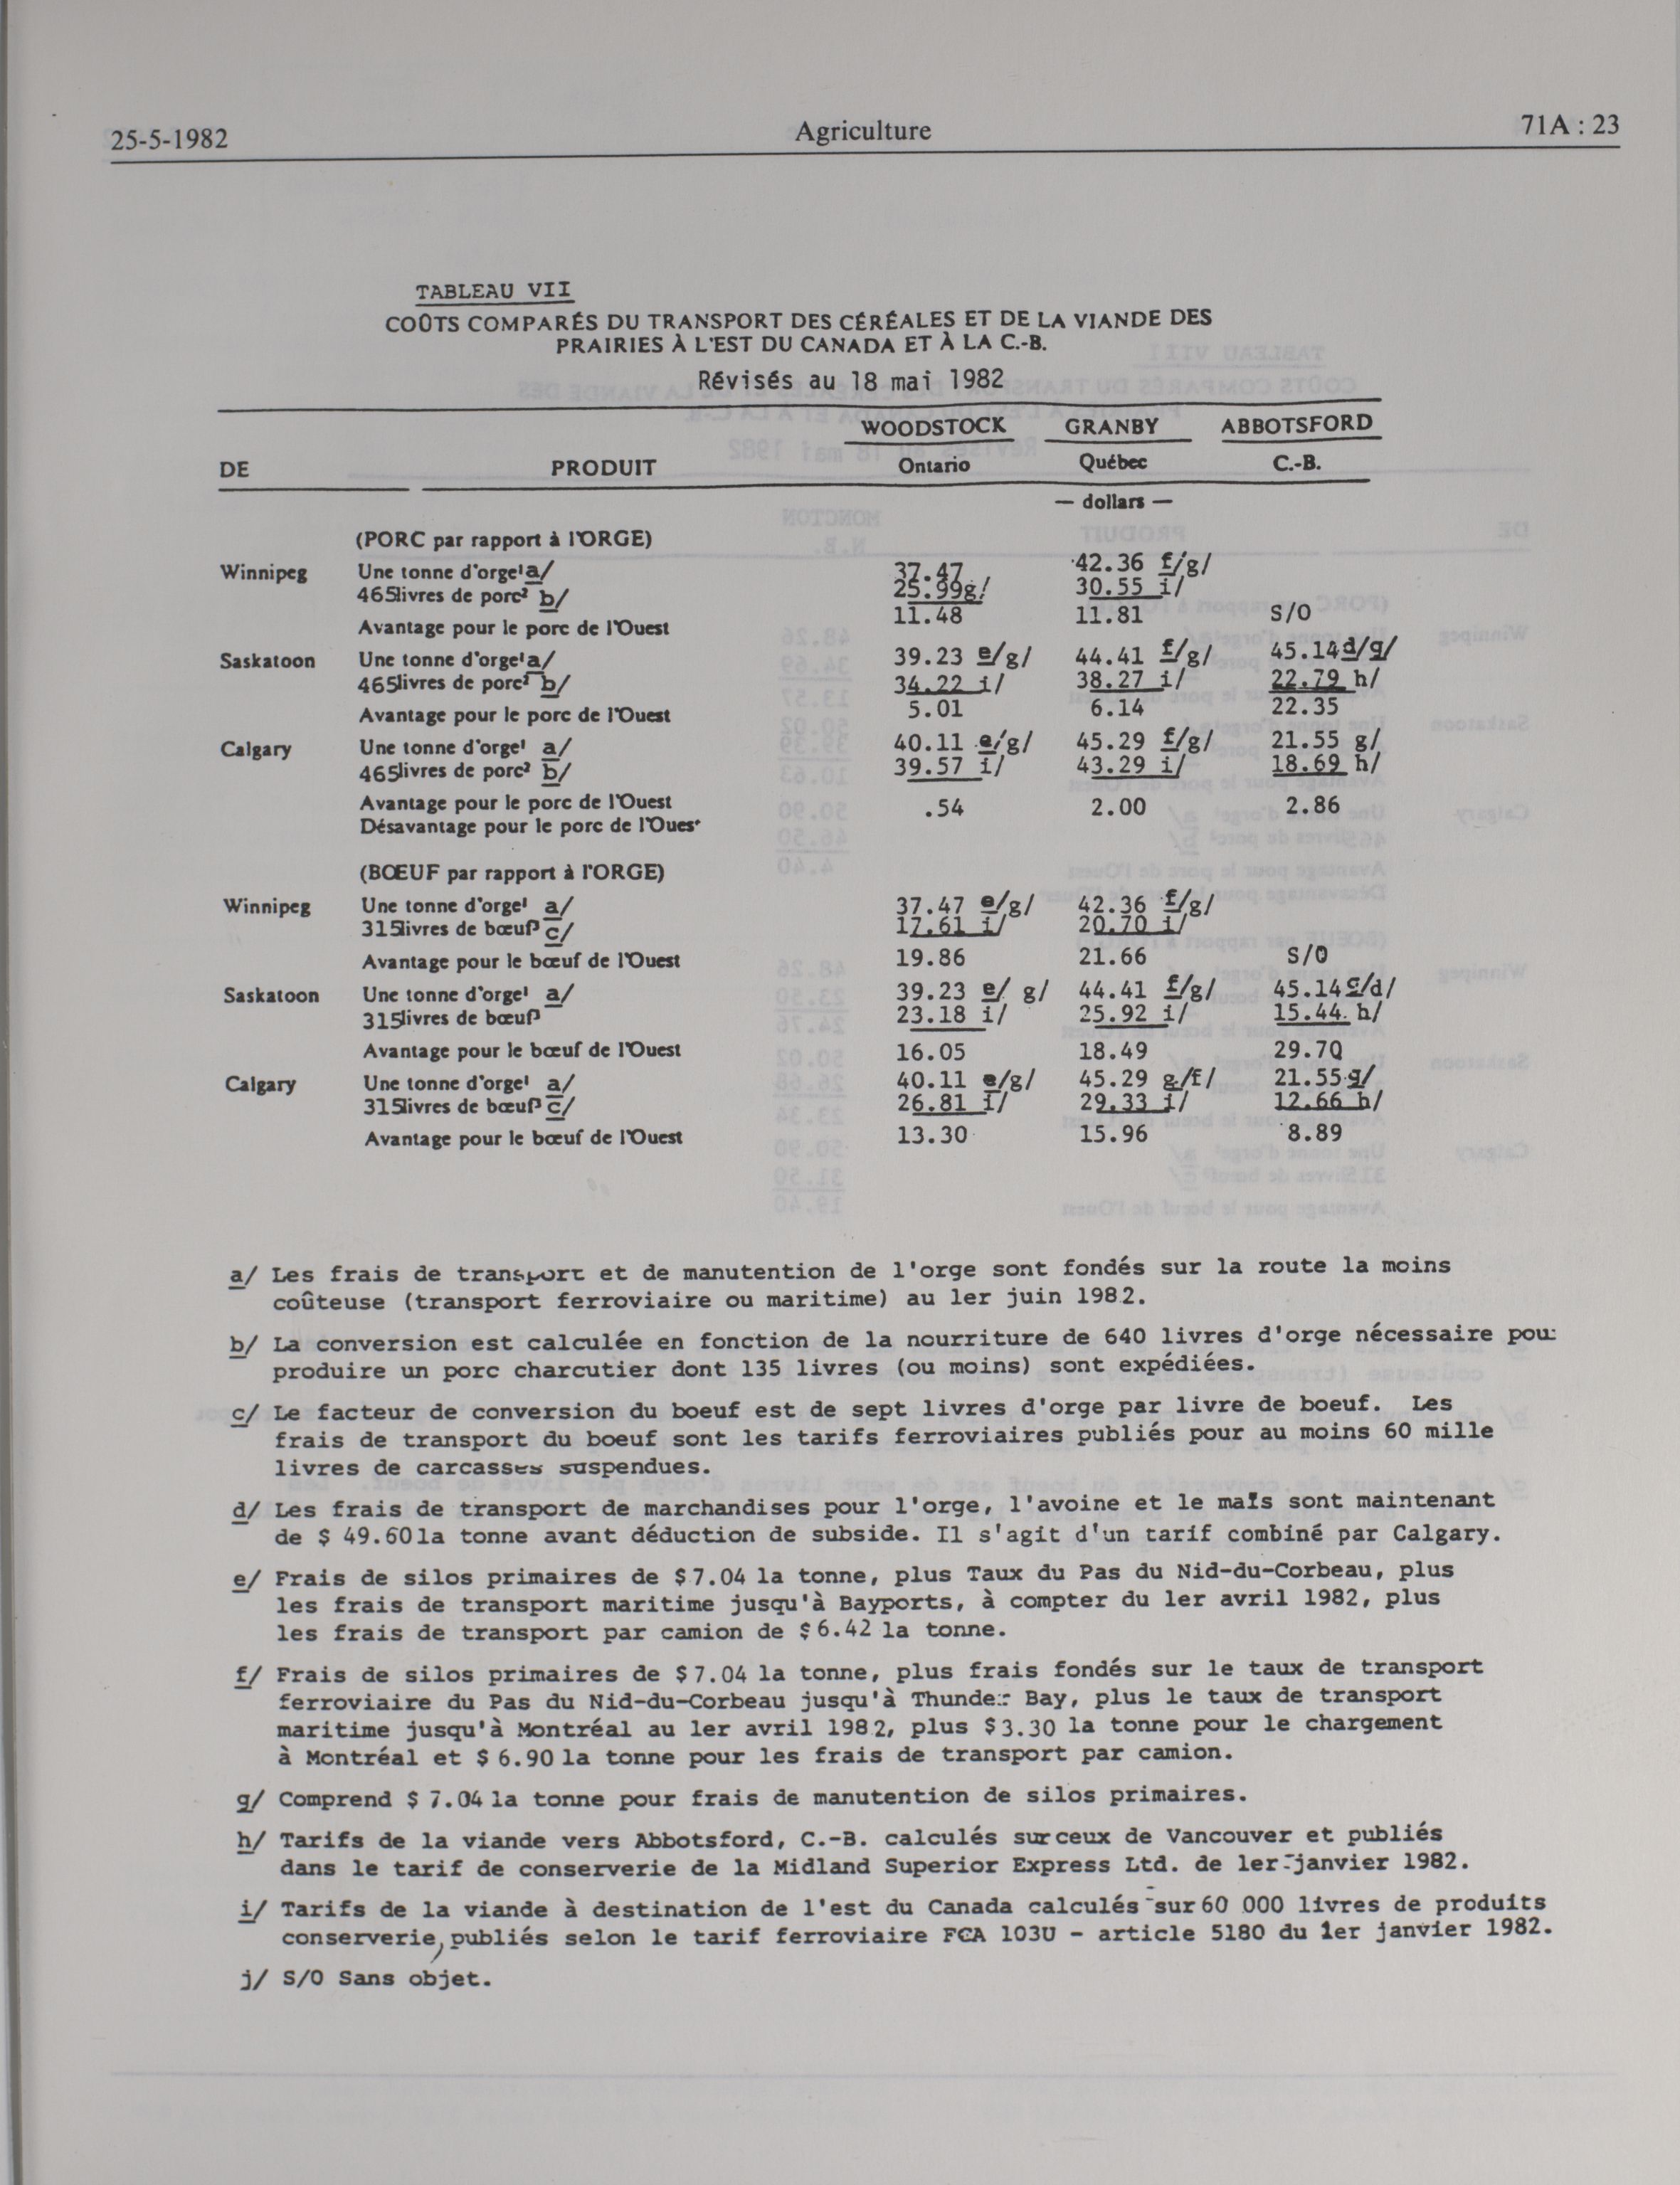 25-5-1982 Agriculture 71A : 23
TABLEAU VII
COÛTS COMPARÉS DU TRANSPORT DES CÉRÉALES ET DE LA VIANDE DES
PRAIRIES À L'EST DU CANADA ET À LA C.-B.
Révisés au 18 mai 1982
WOODSTOCK GRANBY ABBOTSFORD
DE PRODUIT Ontario Québec C.-B.
— dollars —
(PORC par rapport à l'ORGE)
Winnipeg Une tonne d'orge¹ a/ 37.47 42.36 f/g/
465 livres de porc² b/ 25.99g/ 30.55 i/
Avantage pour le porc de l'Ouest 11.48 11.81 S/O
Saskatoon Une tonne d'orge¹ a/ 39.23 e/g/ 44.41 f/g/ 45.14d/g/
465 livres de porc² b/ 34.22 i/ 38.27 i/ 22.79 h/
Avantage pour le porc de l'Ouest 5.01 6.14 22.35
Calgary Une tonne d'orge¹ a/ 40.11 e/g/ 45.29 f/g/ 21.55 g/
465 livres de porc² b/ 39.57 i/ 43.29 i/ 18.69 h/
Avantage pour le porc de l'Ouest .54 2.00 2.86
Désavantage pour le porc de l'Oues
(BŒUF par rapport à l'ORGE)
Winnipeg Une tonne d'orge¹ a/ 37.47 e/g/ 42.36 f/g/
315 livres de bœuf³ c/ 17.61 i/ 20.70 i/
Avantage pour le bœuf de l'Ouest 19.86 21.66 S/O
Saskatoon Une tonne d'orge¹ a/ 39.23 e/ g/ 44.41 f/g/ 45.14c/d/
315 livres de bœuf³ 23.18 i/ 25.92 i/ 15.44 h/
Avantage pour le bœuf de l'Ouest 16.05 18.49 29.70
Calgary Une tonne d'orge¹ a/ 40.11 e/g/ 45.29 g/f/ 21.55 g/
315 livres de bœuf³ c/ 26.81 i/ 29.33 i/ 12.66 h/
Avantage pour le bœuf de l'Ouest 13.30 15.96 8.89
a/ Les frais de transport et de manutention de l'orge sont fondés sur la route la moins
coûteuse (transport ferroviaire ou maritime) au 1er juin 1982.
b/ La conversion est calculée en fonction de la nourriture de 640 livres d'orge nécessaire pou
produire un porc charcutier dont 135 livres (ou moins) sont expédiées.
c/ Le facteur de conversion du boeuf est de sept livres d'orge par livre de boeuf. Les
frais de transport du boeuf sont les tarifs ferroviaires publiés pour au moins 60 mille
livres de carcasses suspendues.
d/ Les frais de transport de marchandises pour l'orge, l'avoine et le maïs sont maintenant
de $ 49.60 la tonne avant déduction de subside. Il s'agit d'un tarif combiné par Calgary.
e/ Frais de silos primaires de $7.04 la tonne, plus Taux du Pas du Nid-du-Corbeau, plus
les frais de transport maritime jusqu'à Bayports, à compter du 1er avril 1982, plus
les frais de transport par camion de $6.42 la tonne.
f/ Frais de silos primaires de $7.04 la tonne, plus frais fondés sur le taux de transport
ferroviaire du Pas du Nid-du-Corbeau jusqu'à Thunder Bay, plus le taux de transport
maritime jusqu'à Montréal au 1er avril 1982, plus $3.30 la tonne pour le chargement
à Montréal et $ 6.90 la tonne pour les frais de transport par camion.
g/ Comprend $ 7.04 la tonne pour frais de manutention de silos primaires.
h/ Tarifs de la viande vers Abbotsford, C.-B. calculés sur ceux de Vancouver et publiés
dans le tarif de conserverie de la Midland Superior Express Ltd. de 1er janvier 1982.
i/ Tarifs de la viande à destination de l'est du Canada calculés sur 60 000 livres de produits
conserverie, publiés selon le tarif ferroviaire FCA 103U - article 5180 du 1er janvier 1982.
j/ S/O Sans objet.